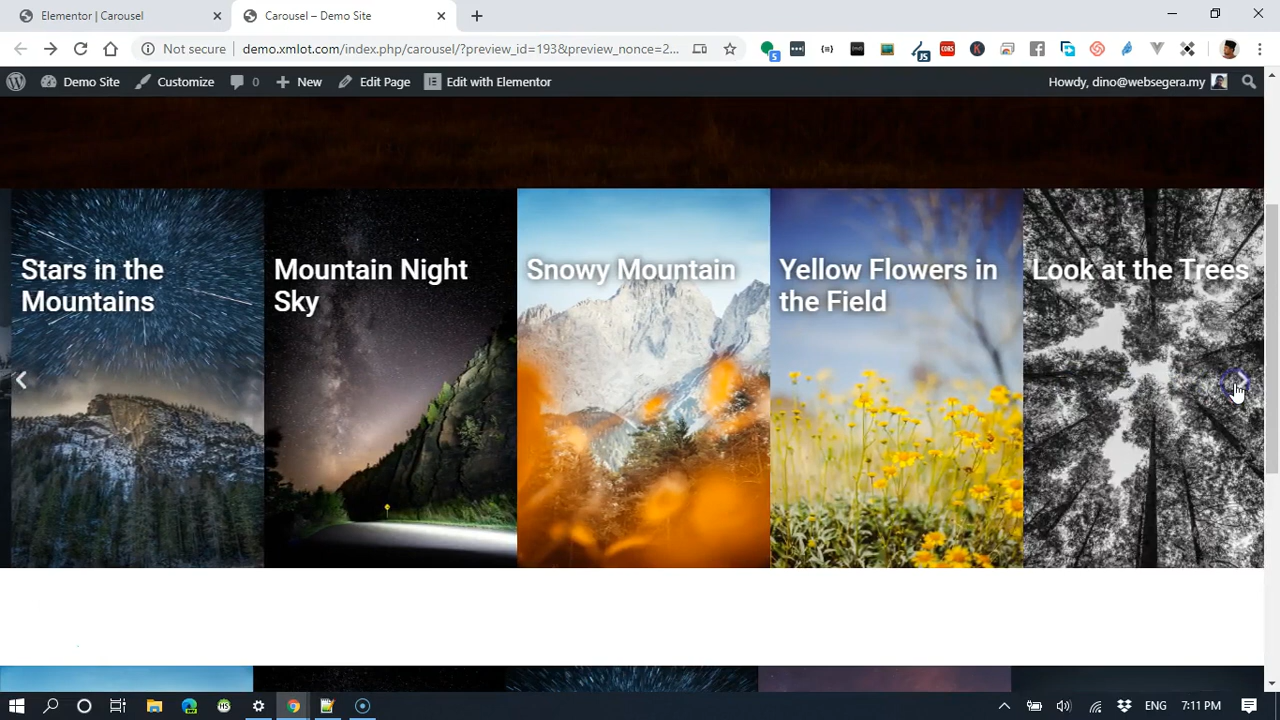 Elementor | Carousel
Carousel – Demo Site
Not secure
demo.xmlot.com/index.php/carousel/?preview_id=193&preview_nonce=2...
Demo Site
Customize
0
New
Edit Page
Edit with Elementor
Howdy, dino@websegera.my
Stars in the
Mountains
Mountain Night
Sky
Snowy Mountain
Yellow Flowers in
the Field
Look at the Trees
ENG
7:11 PM